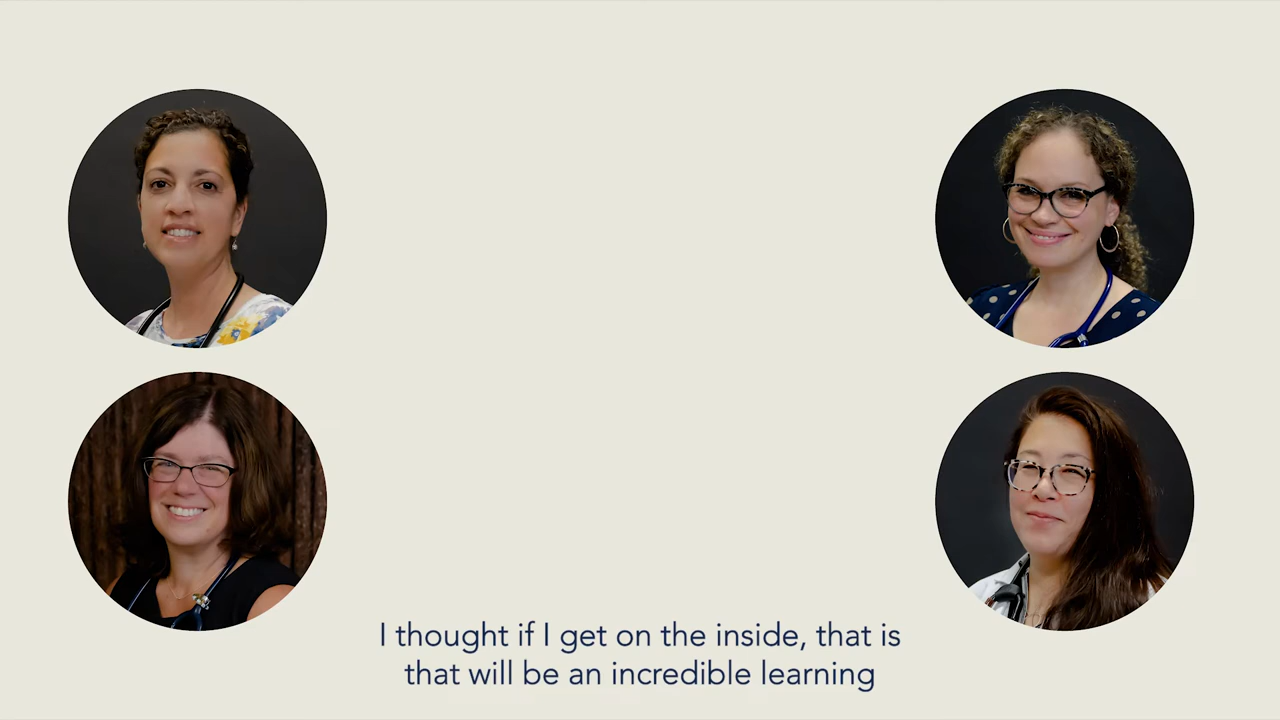 I thought if I get on the inside, that is
that will be an incredible learning